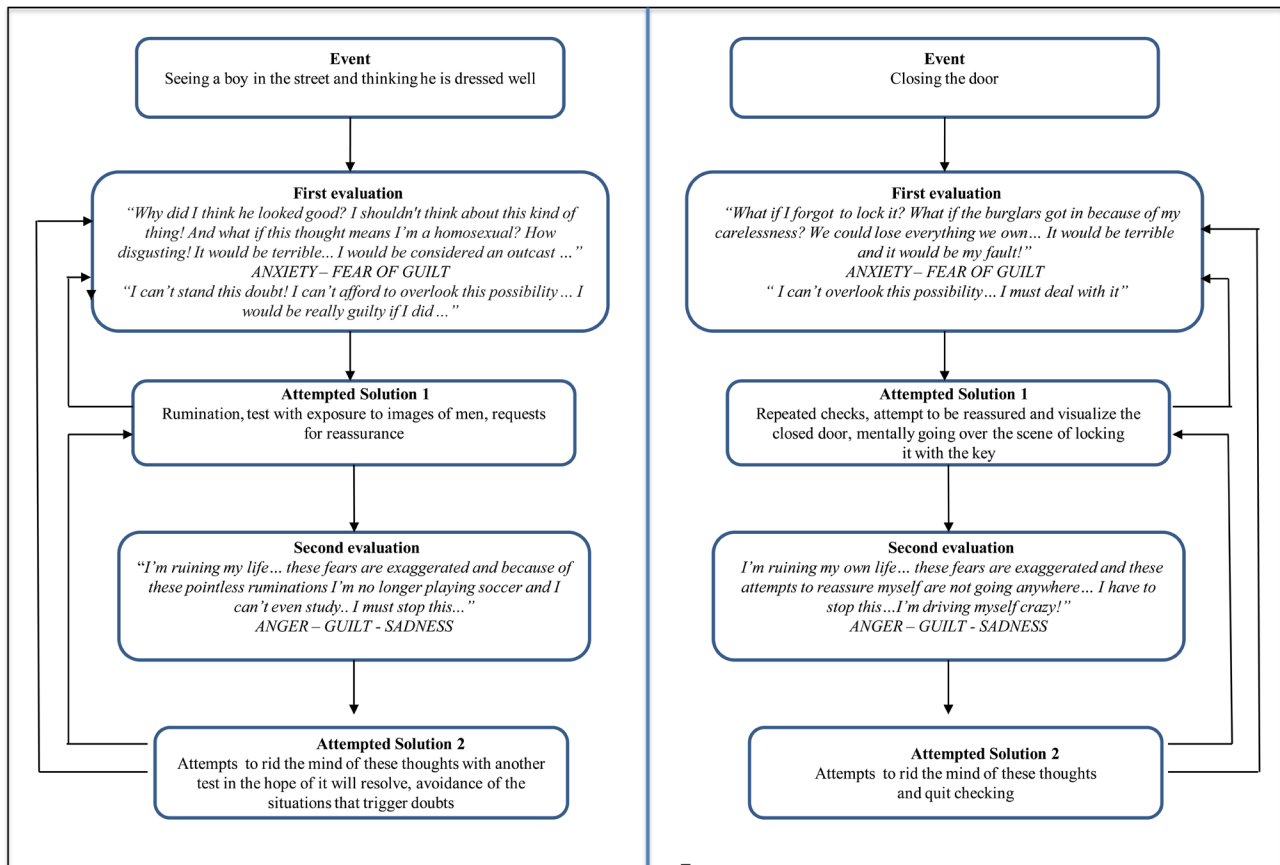 Event
Seeing a boy in the street and thinking he is dressed well
First evaluation
“Why did I think he looked good? I shouldn't think about this kind of
thing! And what if this thought means I’m a homosexual? How
disgusting! It would be terrible... I would be considered an outcast …”
ANXIETY – FEAR OF GUILT
“I can’t stand this doubt! I can’t afford to overlook this possibility… I
would be really guilty if I did …”
Attempted Solution 1
Rumination, test with exposure to images of men, requests
for reassurance
Second evaluation
“I’m ruining my life… these fears are exaggerated and because of
these pointless ruminations I’m no longer playing soccer and I
can’t even study.. I must stop this…”
ANGER – GUILT - SADNESS
Attempted Solution 2
Attempts to rid the mind of these thoughts with another
test in the hope of it will resolve, avoidance of the
situations that trigger doubts
Event
Closing the door
First evaluation
“What if I forgot to lock it? What if the burglars got in because of my
carelessness? We could lose everything we own… It would be terrible
and it would be my fault!”
ANXIETY – FEAR OF GUILT
“ I can’t overlook this possibility… I must deal with it”
Attempted Solution 1
Repeated checks, attempt to be reassured and visualize the
closed door, mentally going over the scene of locking
it with the key
Second evaluation
I’m ruining my own life… these fears are exaggerated and these
attempts to reassure myself are not going anywhere… I have to
stop this…I’m driving myself crazy!”
ANGER – GUILT - SADNESS
Attempted Solution 2
Attempts to rid the mind of these thoughts
and quit checking